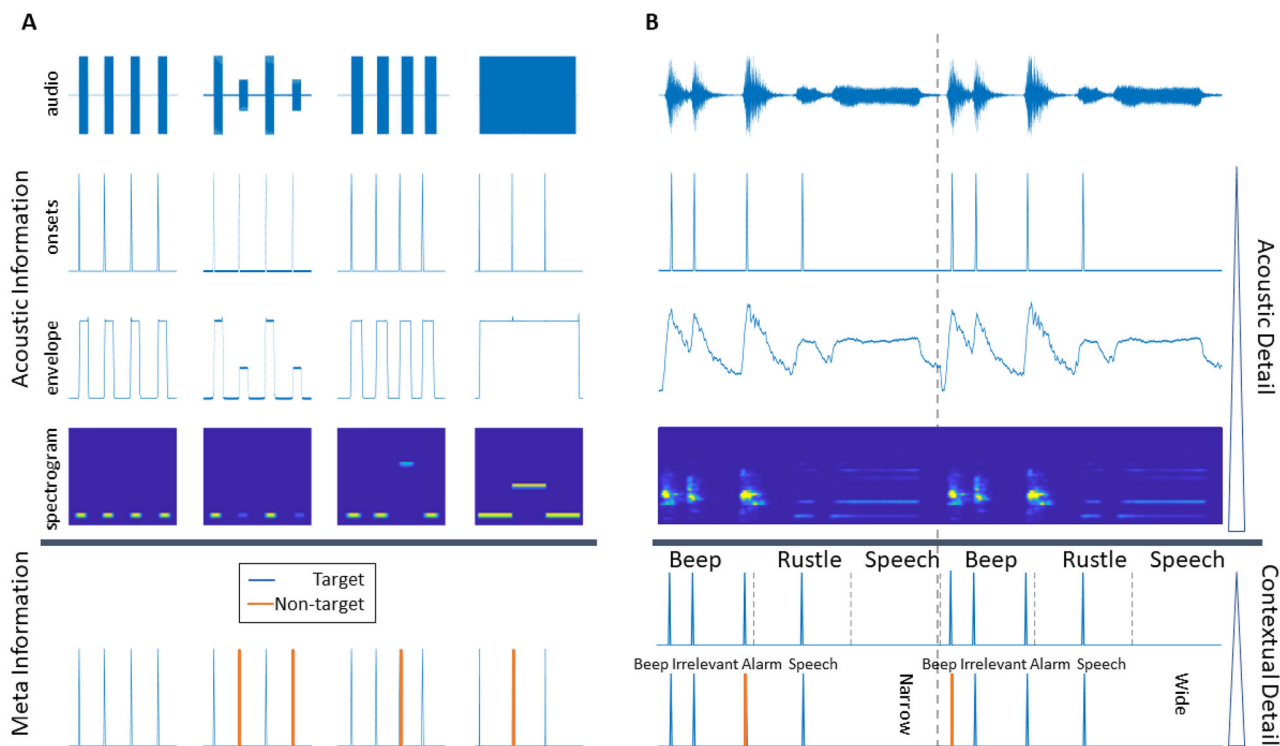 A
B
audio
onsets
envelope
spectrogram
Acoustic Information
Meta Information
Target
Non-target
Acoustic Detail
Contextual Detail
Beep Rustle Speech Beep Rustle Speech
Beep Irrelevant Alarm Speech Beep Irrelevant Alarm Speech
Narrow
Wide